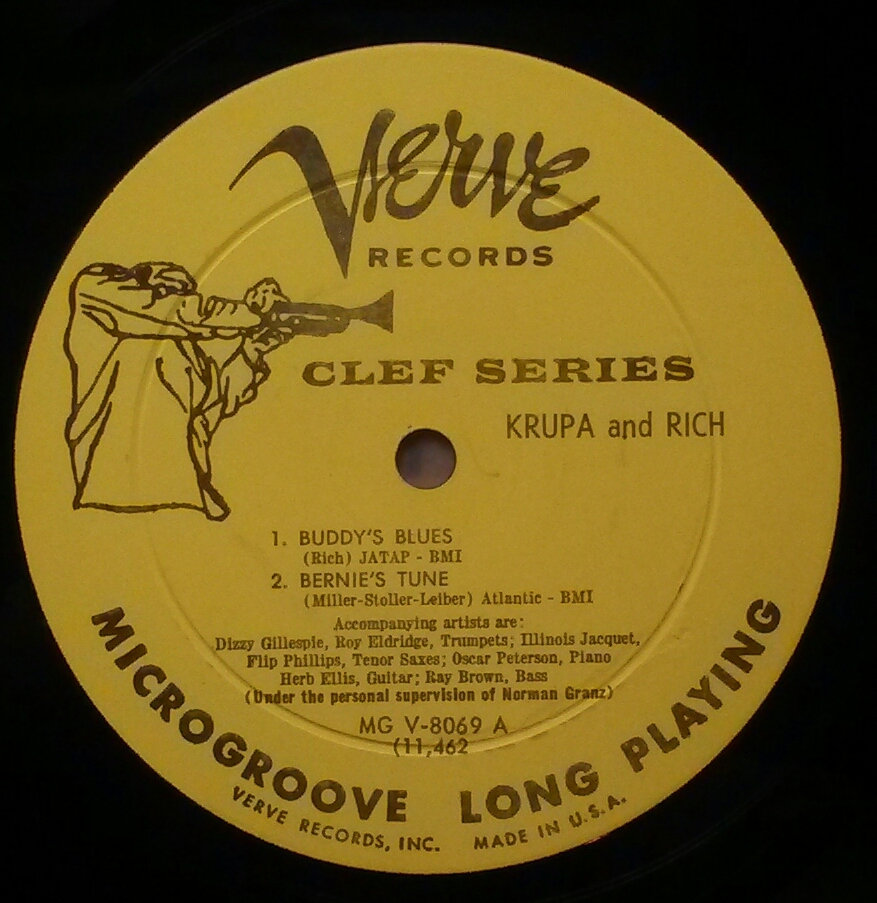 Verve
RECORDS
CLEF SERIES
KRUPA and RICH
1. BUDDY'S BLUES
(Rich) JATAP - BMI
2. BERNIE'S TUNE
(Miller-Stoller-Leiber) Atlantic - BMI
Accompanying artists are:
Dizzy Gillespie, Roy Eldridge, Trumpets; Illinois Jacquet,
Flip Phillips, Tenor Saxes; Oscar Peterson, Piano
Herb Ellis, Guitar; Ray Brown, Bass
(Under the personal supervision of Norman Granz)
MG V-8069 A
(11,462
MICROGROOVE LONG PLAYING
VERVE RECORDS, INC. MADE IN U.S.A.